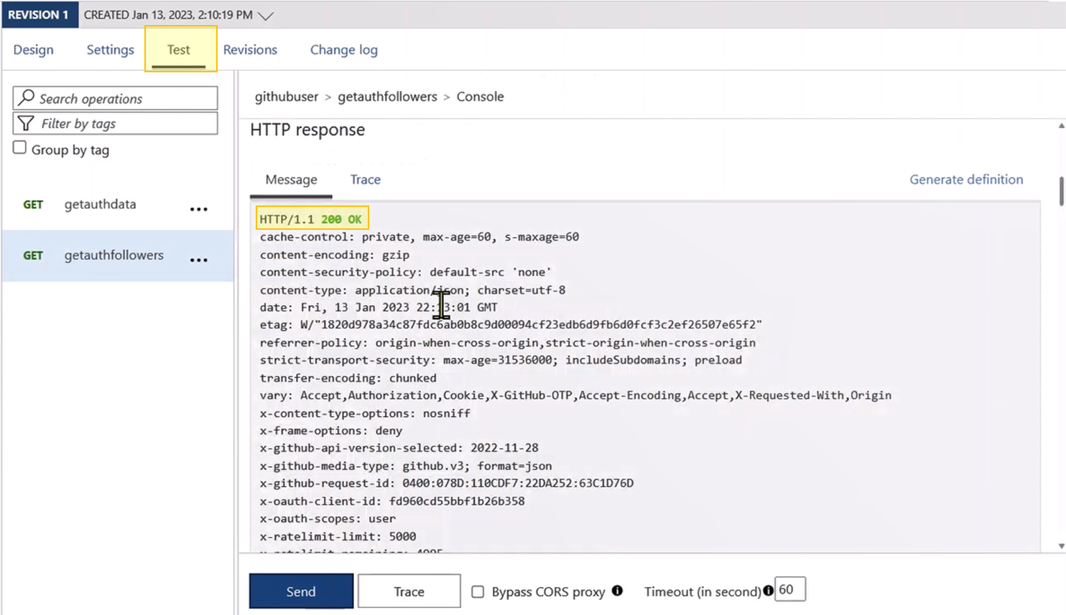 REVISION 1 CREATED Jan 13, 2023, 2:10:19 PM
Design Settings Test Revisions Change log
Search operations
Filter by tags
Group by tag
GET getauthdata ...
GET getauthfollowers ...
githubuser > getauthfollowers > Console
HTTP response
Message Trace Generate definition
HTTP/1.1 200 OK
cache-control: private, max-age=60, s-maxage=60
content-encoding: gzip
content-security-policy: default-src 'none'
content-type: application/json; charset=utf-8
date: Fri, 13 Jan 2023 22:13:01 GMT
etag: W/"1820d978a34c87fdc6ab0b8c9d00094cf23edb6d9fb6d0fcf3c2ef26507e65f2"
referrer-policy: origin-when-cross-origin,strict-origin-when-cross-origin
strict-transport-security: max-age=31536000; includeSubdomains; preload
transfer-encoding: chunked
vary: Accept,Authorization,Cookie,X-GitHub-OTP,Accept-Encoding,Accept,X-Requested-With,Origin
x-content-type-options: nosniff
x-frame-options: deny
x-github-api-version-selected: 2022-11-28
x-github-media-type: github.v3; format=json
x-github-request-id: 0400:078D:110CDF7:22DA252:63C1D76D
x-oauth-client-id: fd960cd55bbf1b26b358
x-oauth-scopes: user
x-ratelimit-limit: 5000
x-ratelimit-remaining:
Send Trace Bypass CORS proxy Timeout (in second) 60